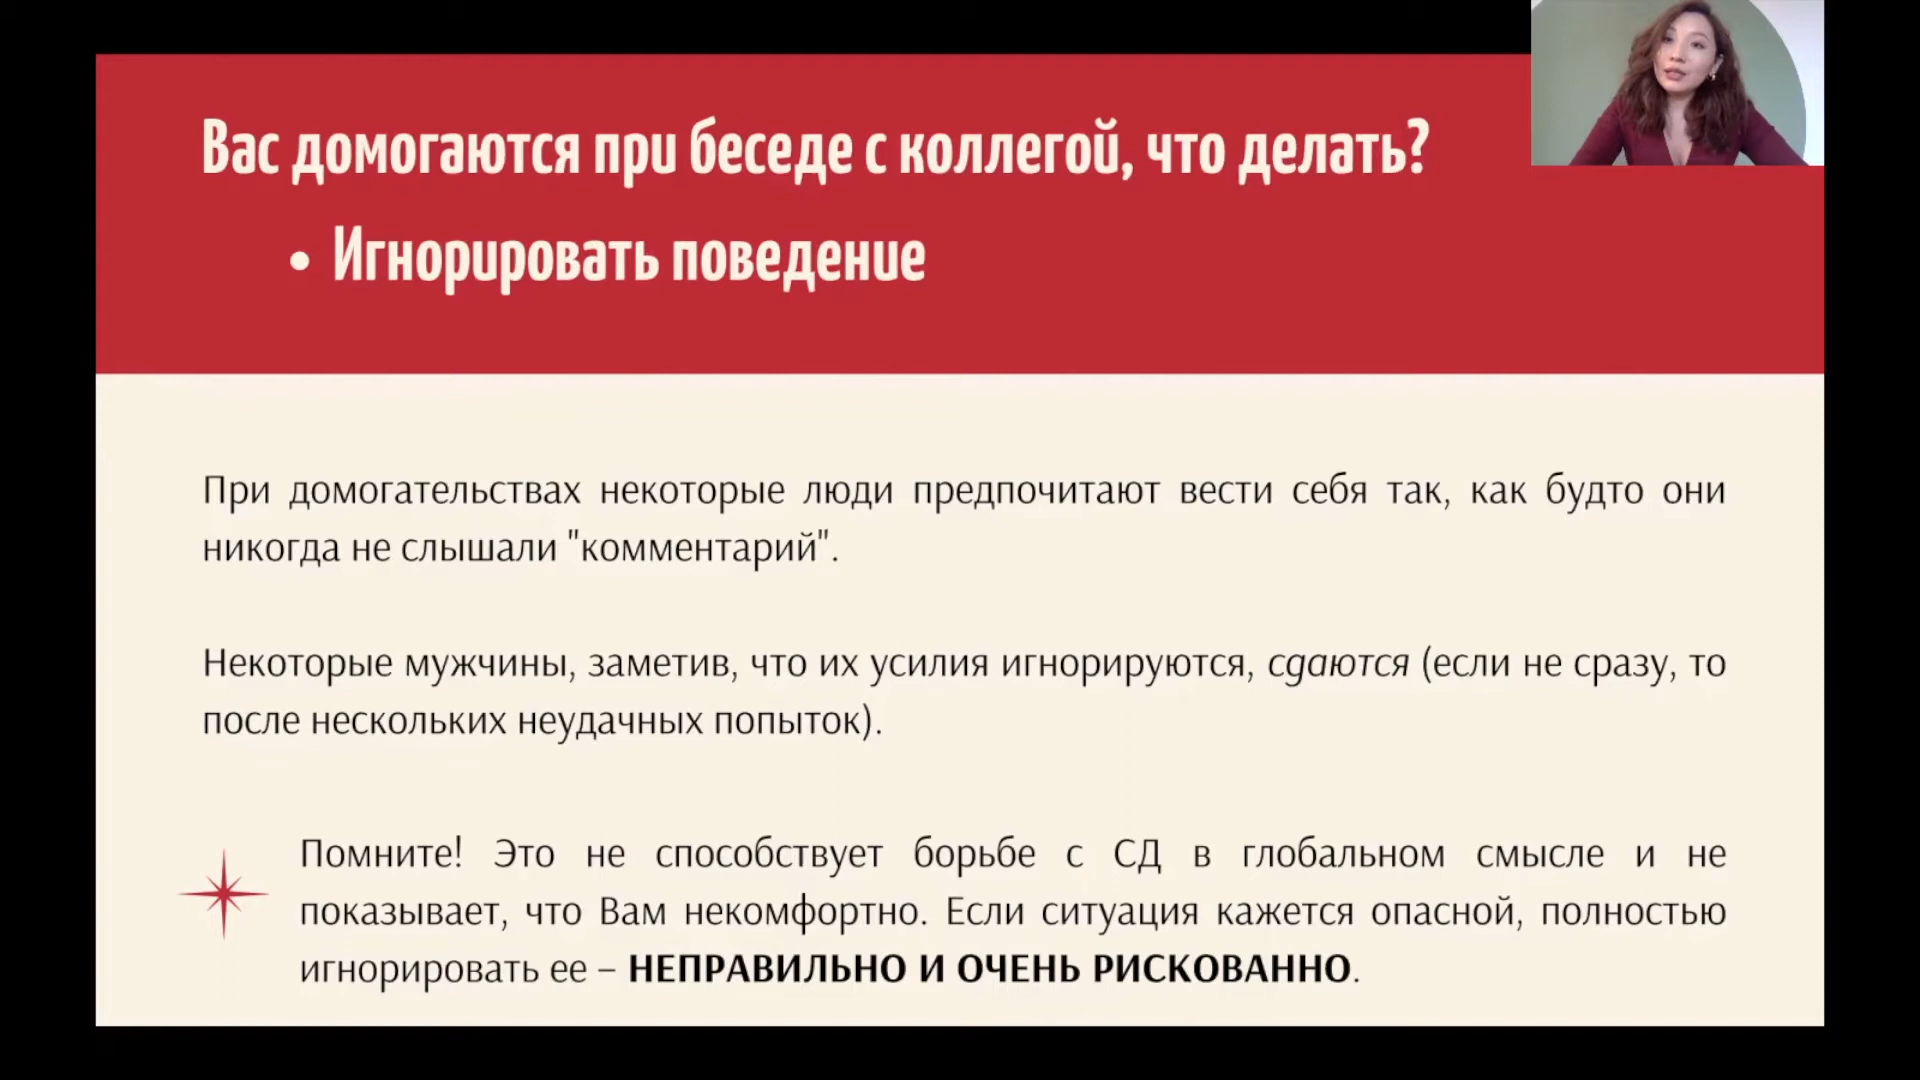 Вас домогаются при беседе с коллегой, что делать?
• Игнорировать поведение
При домогательствах некоторые люди предпочитают вести себя так, как будто они
никогда не слышали "комментарий".
Некоторые мужчины, заметив, что их усилия игнорируются, сдаются (если не сразу, то
после нескольких неудачных попыток).
Помните! Это не способствует борьбе с СД в глобальном смысле и не
показывает, что Вам некомфортно. Если ситуация кажется опасной, полностью
игнорировать ее – НЕПРАВИЛЬНО И ОЧЕНЬ РИСКОВАННО.